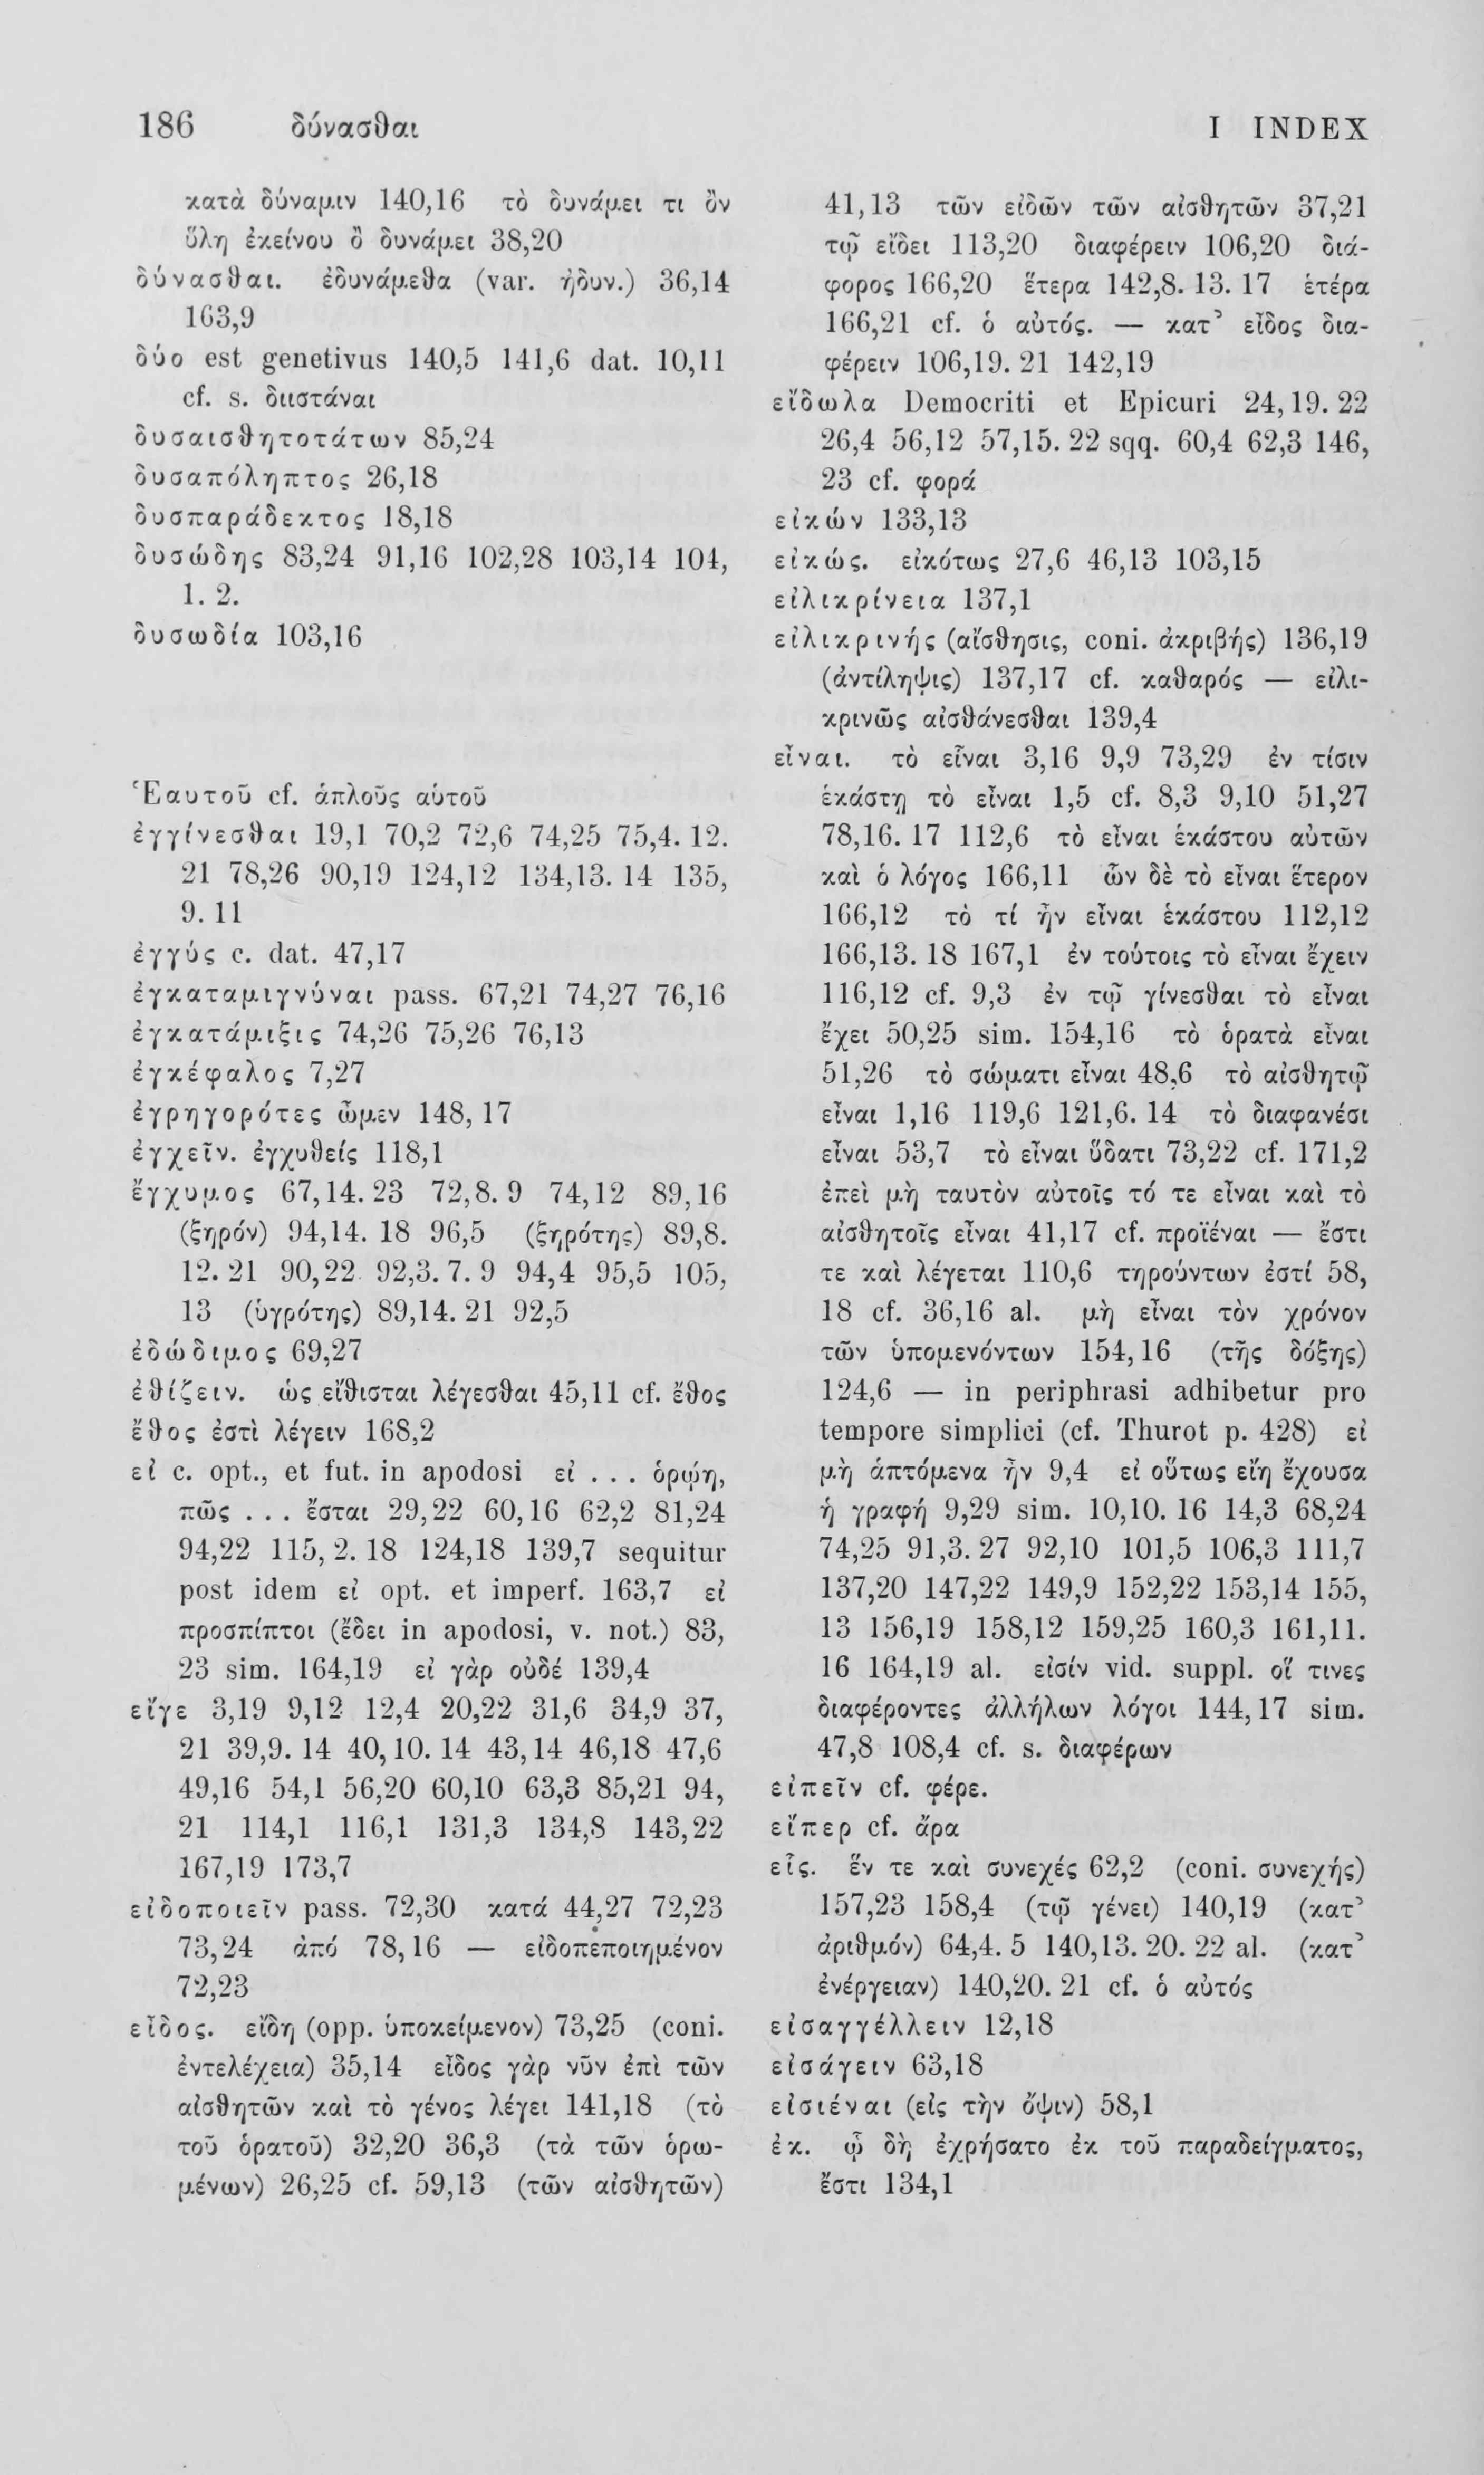 186 δύνασθαι I INDEX
κατὰ δύναμιν 140,16 τὸ δυνάμει τι ὂν
ὕλη ἐκείνου ὃ δυνάμει 38,20
δύνασθαι. ἐδυνάμεθα (var. ἠδυν.) 36,14
163,9
δύο est genetivus 140,5 141,6 dat. 10,11
cf. s. διιστάναι
δυσαισθητοτάτων 85,24
δυσαπόληπτος 26,18
δυσπαράδεκτος 18,18
δυσώδης 83,24 91,16 102,28 103,14 104,
1. 2.
δυσωδία 103,16
Ἑαυτοῦ cf. ἁπλοῦς αὑτοῦ
ἐγγίνεσθαι 19,1 70,2 72,6 74,25 75,4. 12.
21 78,26 90,19 124,12 134,13. 14 135,
9. 11
ἐγγύς c. dat. 47,17
ἐγκαταμιγνύναι pass. 67,21 74,27 76,16
ἐγκατάμιξις 74,26 75,26 76,13
ἐγκέφαλος 7,27
ἐγρηγορότες ὦμεν 148,17
ἐγχεῖν. ἐγχυθείς 118,1
ἔγχυμος 67,14. 23 72,8. 9 74,12 89,16
(ξηρόν) 94,14. 18 96,5 (ξηρότης) 89,8.
12. 21 90,22 92,3. 7. 9 94,4 95,5 105,
13 (ὑγρότης) 89,14. 21 92,5
ἐδώδιμος 69,27
ἐθίζειν. ὡς εἴθισται λέγεσθαι 45,11 cf. ἔθος
ἔθος ἐστὶ λέγειν 168,2
εἰ c. opt., et fut. in apodosi εἰ . . . ὁρῴη,
πῶς . . . ἔσται 29,22 60,16 62,2 81,24
94,22 115,2. 18 124,18 139,7 sequitur
post idem εἰ opt. et imperf. 163,7 εἰ
προσπίπτοι (ἔδει in apodosi, v. not.) 83,
23 sim. 164,19 εἰ γὰρ οὐδέ 139,4
εἴγε 3,19 9,12 12,4 20,22 31,6 34,9 37,
21 39,9. 14 40,10. 14 43,14 46,18 47,6
49,16 54,1 56,20 60,10 63,3 85,21 94,
21 114,1 116,1 131,3 134,8 143,22
167,19 173,7
εἰδοποιεῖν pass. 72,30 κατά 44,27 72,23
73,24 ἀπό 78,16 — εἰδοπεποιημένον
72,23
εἶδος. εἴδη (opp. ὑποκείμενον) 73,25 (coni.
ἐντελέχεια) 35,14 εἶδος γὰρ νῦν ἐπὶ τῶν
αἰσθητῶν καὶ τὸ γένος λέγει 141,18 (τὸ
τοῦ ὁρατοῦ) 32,20 36,3 (τὰ τῶν ὁρω-
μένων) 26,25 cf. 59,13 (τῶν αἰσθητῶν)
41,13 τῶν εἰδῶν τῶν αἰσθητῶν 37,21
τῷ εἴδει 113,20 διαφέρειν 106,20 διά-
φορος 166,20 ἕτερα 142,8. 13. 17 ἑτέρα
166,21 cf. ὁ αὐτός. — κατ᾽ εἶδος δια-
φέρειν 106,19. 21 142,19
εἴδωλα Democriti et Epicuri 24,19. 22
26,4 56,12 57,15. 22 sqq. 60,4 62,3 146,
23 cf. φορά
εἰκών 133,13
εἰκώς. εἰκότως 27,6 46,13 103,15
εἰλικρίνεια 137,1
εἰλικρινής (αἴσθησις, coni. ἀκριβής) 136,19
(ἀντίληψις) 137,17 cf. καθαρός — εἰλι-
κρινῶς αἰσθάνεσθαι 139,4
εἶναι. τὸ εἶναι 3,16 9,9 73,29 ἐν τίσιν
ἑκάστῃ τὸ εἶναι 1,5 cf. 8,3 9,10 51,27
78,16. 17 112,6 τὸ εἶναι ἑκάστου αὐτῶν
καὶ ὁ λόγος 166,11 ὧν δὲ τὸ εἶναι ἕτερον
166,12 τὸ τί ἦν εἶναι ἑκάστου 112,12
166,13. 18 167,1 ἐν τούτοις τὸ εἶναι ἔχειν
116,12 cf. 9,3 ἐν τῷ γίνεσθαι τὸ εἶναι
ἔχει 50,25 sim. 154,16 τὸ ὁρατὰ εἶναι
51,26 τὸ σώματι εἶναι 48,6 τὸ αἰσθητῷ
εἶναι 1,16 119,6 121,6. 14 τὸ διαφανέσι
εἶναι 53,7 τὸ εἶναι ὕδατι 73,22 cf. 171,2
ἐπεὶ μὴ ταυτὸν αὐτοῖς τό τε εἶναι καὶ τὸ
αἰσθητοῖς εἶναι 41,17 cf. προϊέναι — ἔστι
τε καὶ λέγεται 110,6 τηρούντων ἐστί 58,
18 cf. 36,16 al. μὴ εἶναι τὸν χρόνον
τῶν ὑπομενόντων 154,16 (τῆς δόξης)
124,6 — in periphrasi adhibetur pro
tempore simplici (cf. Thurot p. 428) εἰ
μὴ ἁπτόμενα ἦν 9,4 εἰ οὕτως εἴη ἔχουσα
ἡ γραφή 9,29 sim. 10,10. 16 14,3 68,24
74,25 91,3. 27 92,10 101,5 106,3 111,7
137,20 147,22 149,9 152,22 153,14 155,
13 156,19 158,12 159,25 160,3 161,11.
16 164,19 al. εἰσίν vid. suppl. οἵ τινες
διαφέροντες ἀλλήλων λόγοι 144,17 sim.
47,8 108,4 cf. s. διαφέρων
εἰπεῖν cf. φέρε.
εἴπερ cf. ἄρα
εἷς. ἕν τε καὶ συνεχές 62,2 (coni. συνεχής)
157,23 158,4 (τῷ γένει) 140,19 (κατ᾽
ἀριθμόν) 64,4. 5 140,13. 20. 22 al. (κατ᾽
ἐνέργειαν) 140,20. 21 cf. ὁ αὐτός
εἰσαγγέλλειν 12,18
εἰσάγειν 63,18
εἰσιέναι (εἰς τὴν ὄψιν) 58,1
ἐκ. ᾧ δὴ ἐχρήσατο ἐκ τοῦ παραδείγματος,
ἔστι 134,1